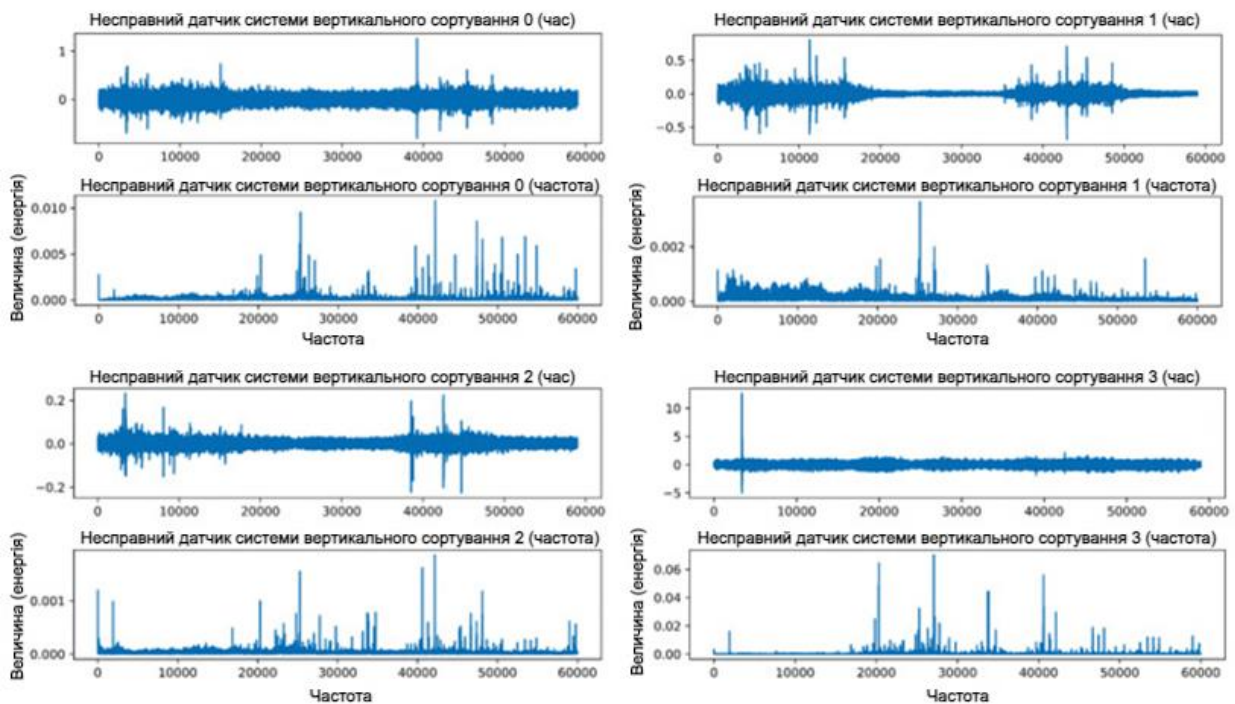 Несправний датчик системи вертикального сортування 0 (час)
1
0
0 10000 20000 30000 40000 50000 60000
Несправний датчик системи вертикального сортування 0 (частота)
Величина (енергія)
0.010
0.005
0.000
0 10000 20000 30000 40000 50000 60000
Частота
Несправний датчик системи вертикального сортування 1 (час)
0.5
0.0
−0.5
0 10000 20000 30000 40000 50000 60000
Несправний датчик системи вертикального сортування 1 (частота)
Величина (енергія)
0.002
0.000
0 10000 20000 30000 40000 50000 60000
Частота
Несправний датчик системи вертикального сортування 2 (час)
0.2
0.0
−0.2
0 10000 20000 30000 40000 50000 60000
Несправний датчик системи вертикального сортування 2 (частота)
Величина (енергія)
0.001
0.000
0 10000 20000 30000 40000 50000 60000
Частота
Несправний датчик системи вертикального сортування 3 (час)
10
5
0
−5
0 10000 20000 30000 40000 50000 60000
Несправний датчик системи вертикального сортування 3 (частота)
Величина (енергія)
0.06
0.04
0.02
0.00
0 10000 20000 30000 40000 50000 60000
Частота